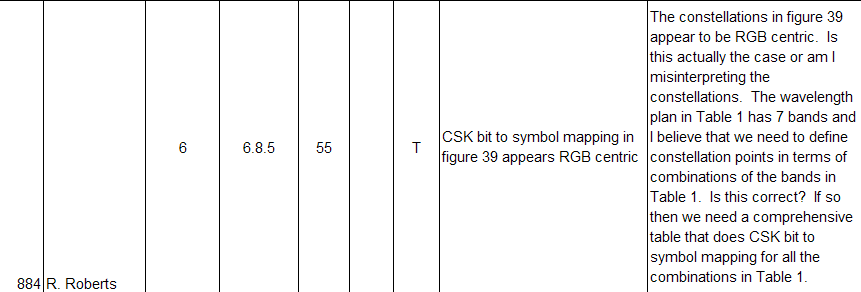 884 R. Roberts
6
6.8.5
55
T
CSK bit to symbol mapping in
figure 39 appears RGB centric
The constellations in figure 39
appear to be RGB centric.  Is
this actually the case or am I
misinterpreting the
constellations.  The wavelength
plan in Table 1 has 7 bands and
I believe that we need to define
constellation points in terms of
combinations of the bands in
Table 1.  Is this correct?  If so
then we need a comprehensive
table that does CSK bit to
symbol mapping for all the
combinations in Table 1.